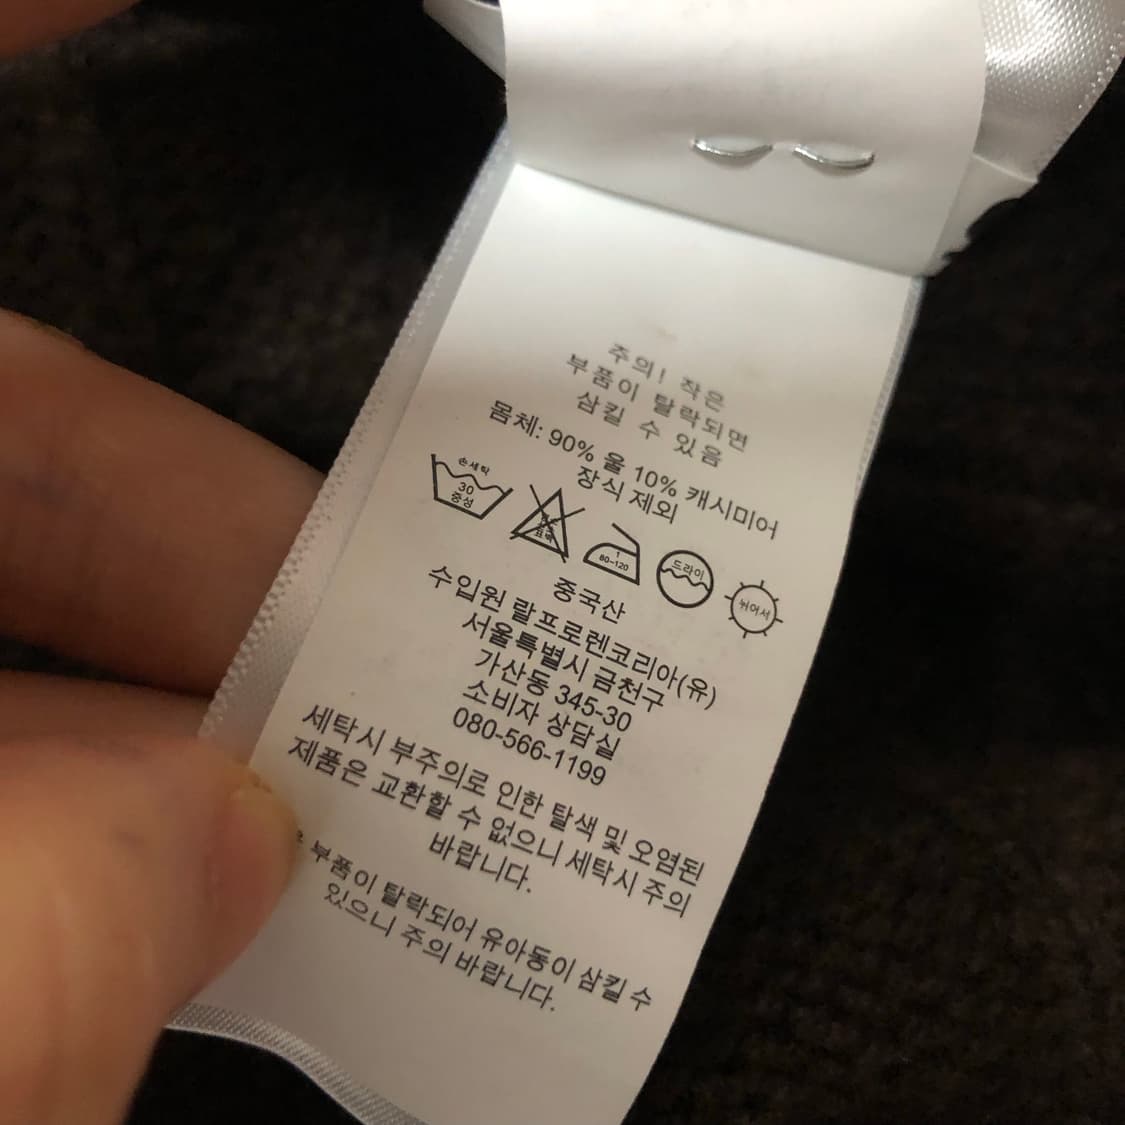 주의! 작은
부품이 탈락되면
삼킬 수 있음
몸체: 90% 울 10% 캐시미어
장식 제외
손세탁
30
중성
표백
1
80~120
드라이
뉘어서
중국산
수입원 랄프로렌코리아(유)
서울특별시 금천구
가산동 345-30
소비자 상담실
080-566-1199
세탁시 부주의로 인한 탈색 및 오염된
제품은 교환할 수 없으니 세탁시 주의
바랍니다.
부품이 탈락되어 유아동이 삼킬 수
있으니 주의 바랍니다.